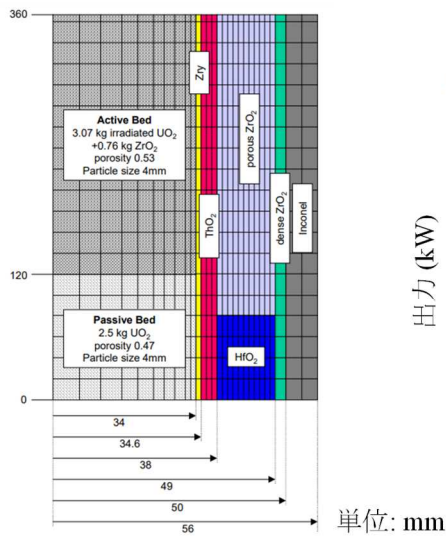 360
Zry
Active Bed
3.07 kg irradiated UO₂
+0.76 kg ZrO₂
porosity 0.53
Particle size 4mm
porous ZrO₂
ThO₂
dense ZrO₂
Inconel
出力 (kW)
120
Passive Bed
2.5 kg UO₂
porosity 0.47
Particle size 4mm
HfO₂
0
34
34.6
38
49
50
56
単位: mm